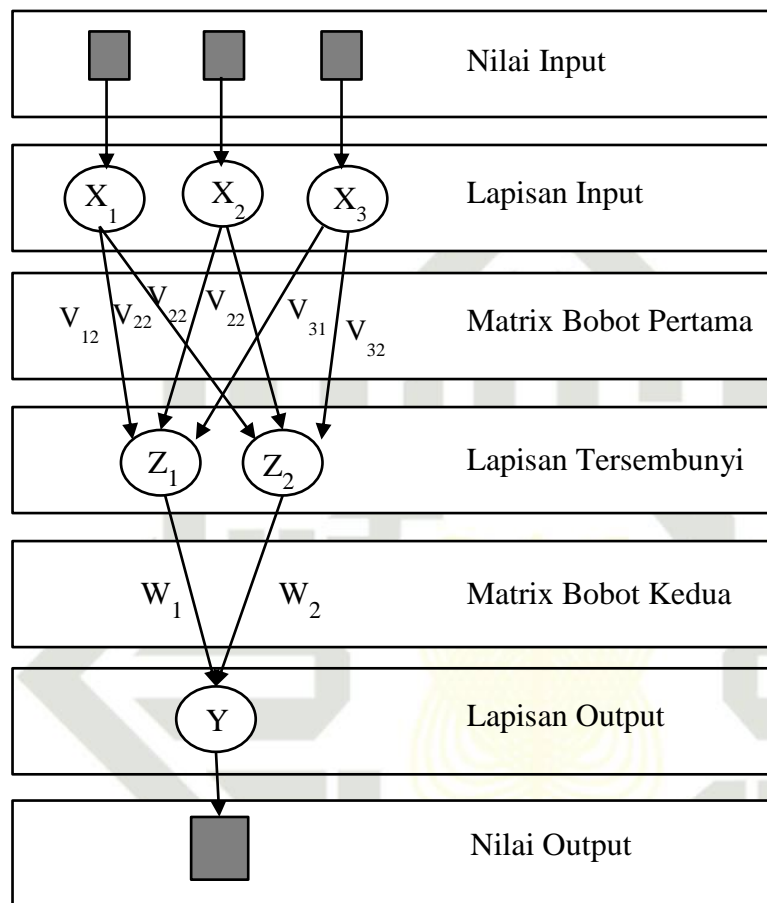 Nilai Input
X₁ X₂ X₃ Lapisan Input
V₁₂ V₂₂ V₂₂ V₂₂ V₃₁ V₃₂ Matrix Bobot Pertama
Z₁ Z₂ Lapisan Tersembunyi
W₁ W₂ Matrix Bobot Kedua
Y Lapisan Output
Nilai Output